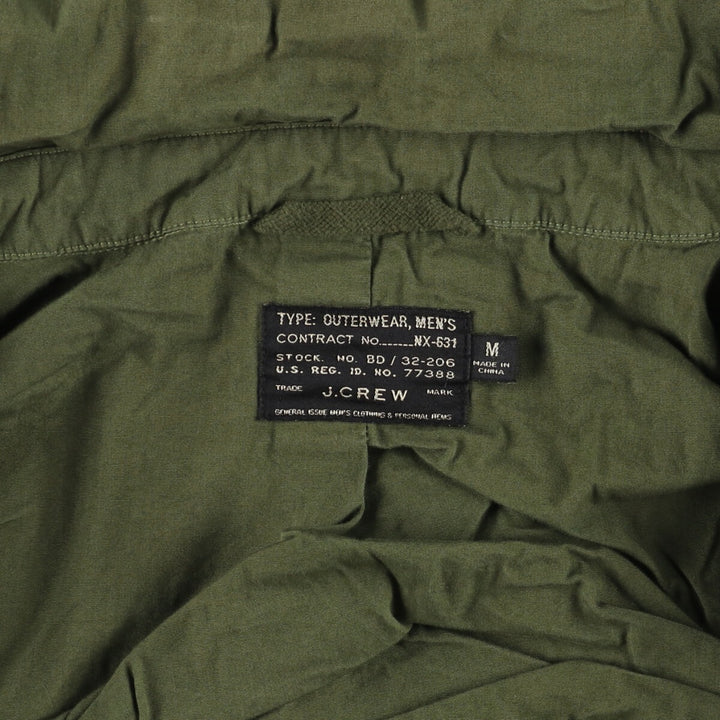 TYPE: OUTERWEAR, MEN'S
CONTRACT NO.______NX-631
STOCK. NO. BD / 32-206
U.S. REG. ID. NO. 77388
TRADE J.CREW MARK
GENERAL ISSUE MEN'S CLOTHING & PERSONAL ITEMS
M
MADE IN
CHINA